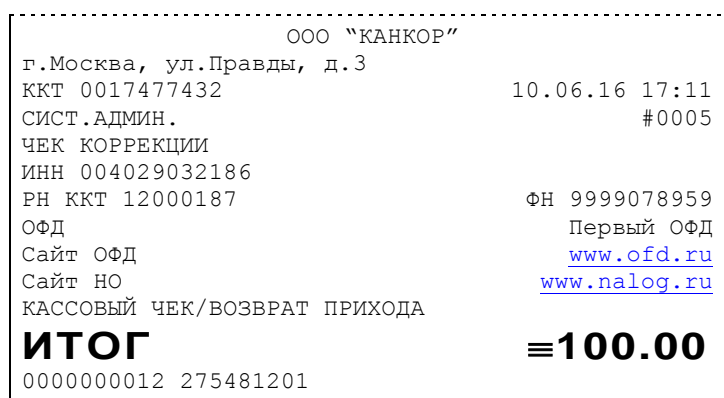 ООО “КАНКОР”
г.Москва, ул.Правды, д.3
ККТ 0017477432 10.06.16 17:11
СИСТ.АДМИН. #0005
ЧЕК КОРРЕКЦИИ
ИНН 004029032186
РН ККТ 12000187 ФН 9999078959
ОФД Первый ОФД
Сайт ОФД www.ofd.ru
Сайт НО www.nalog.ru
КАССОВЫЙ ЧЕК/ВОЗВРАТ ПРИХОДА
ИТОГ ≡100.00
0000000012 275481201